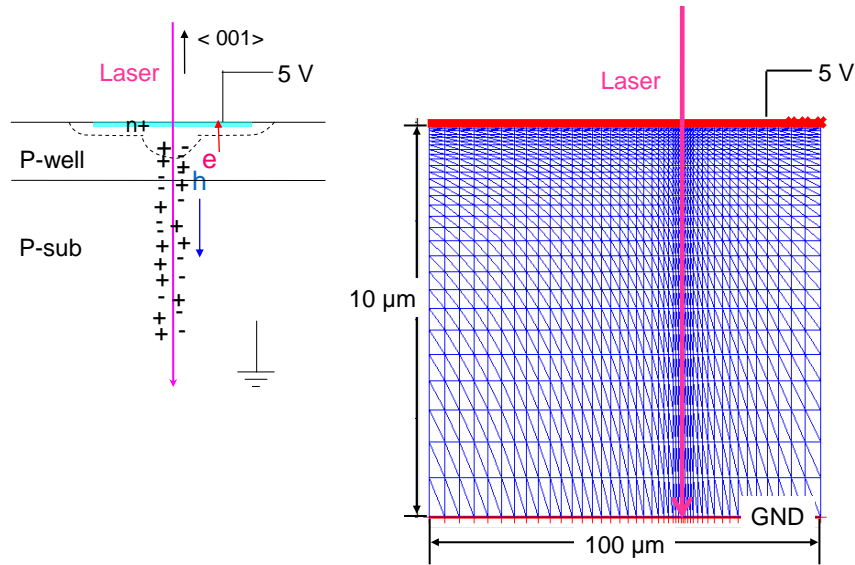 < 001>
Laser
5 V
n+
P-well
e
h
P-sub
Laser
5 V
10 µm
GND
100 µm